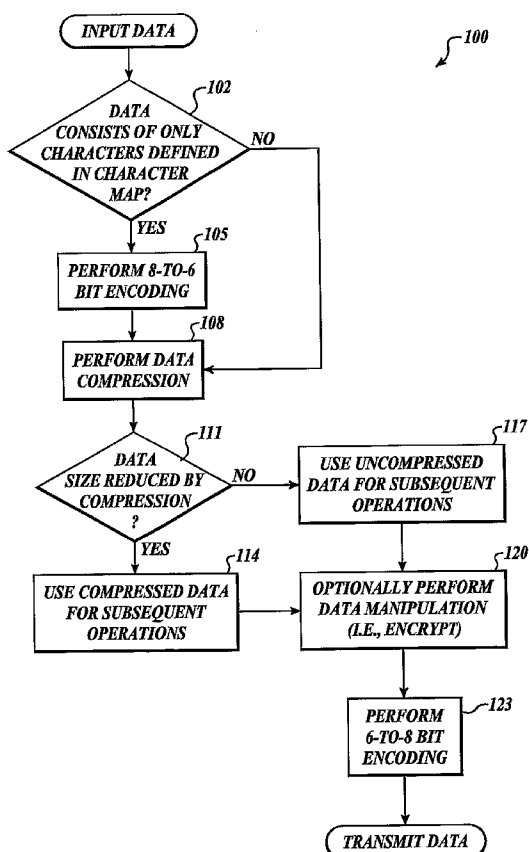 INPUT DATA
100
102
DATA
CONSISTS OF ONLY
CHARACTERS DEFINED
IN CHARACTER
MAP?
NO
YES
105
PERFORM 8-TO-6
BIT ENCODING
108
PERFORM DATA
COMPRESSION
111
DATA
SIZE REDUCED BY
COMPRESSION
?
NO
YES
117
USE UNCOMPRESSED
DATA FOR SUBSEQUENT
OPERATIONS
114
USE COMPRESSED DATA
FOR SUBSEQUENT
OPERATIONS
120
OPTIONALLY PERFORM
DATA MANIPULATION
(I.E., ENCRYPT)
123
PERFORM
6-TO-8 BIT
ENCODING
TRANSMIT DATA